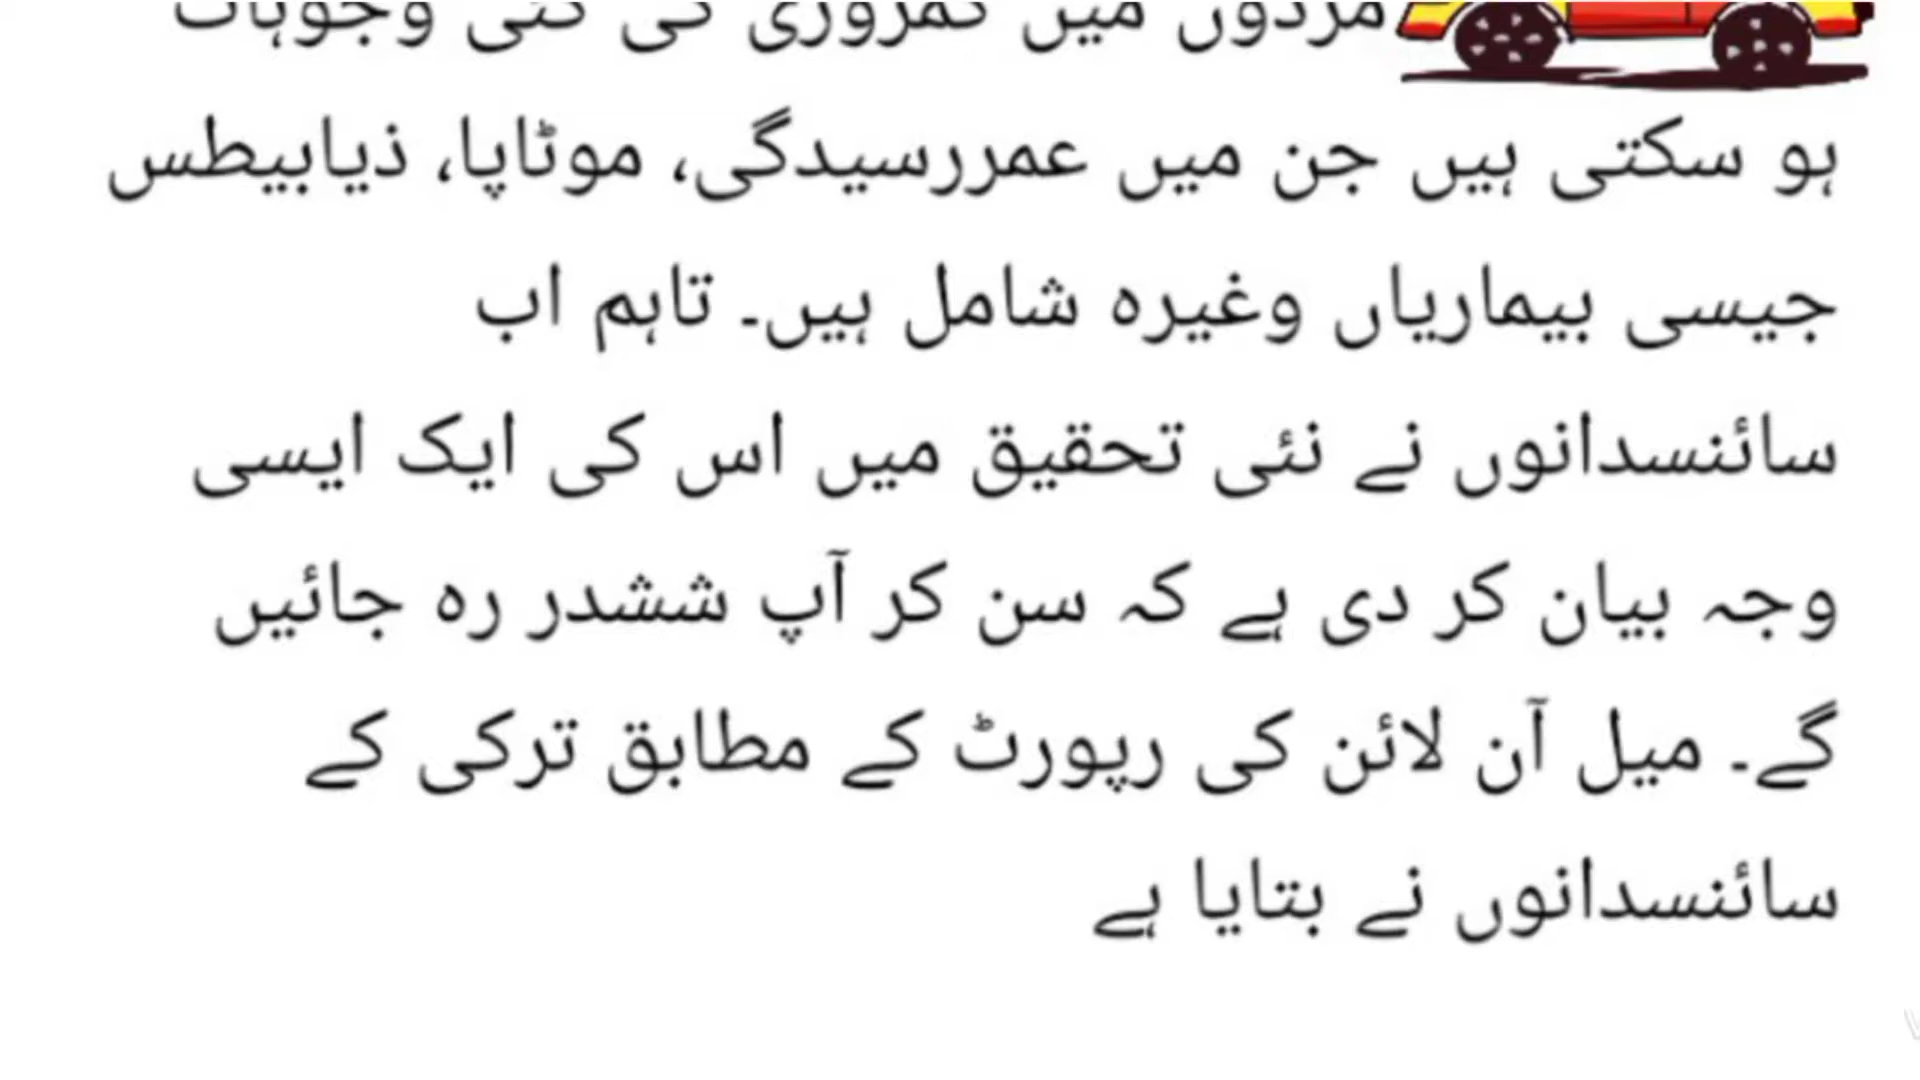 مردوں میں کمزوری کی کئی وجوہات
ہو سکتی ہیں جن میں عمررسیدگی، موٹاپا، ذیابیطس
جیسی بیماریاں وغیرہ شامل ہیں۔ تاہم اب
سائنسدانوں نے نئی تحقیق میں اس کی ایک ایسی
وجہ بیان کر دی ہے کہ سن کر آپ ششدر رہ جائیں
گے۔ میل آن لائن کی رپورٹ کے مطابق ترکی کے
سائنسدانوں نے بتایا ہے